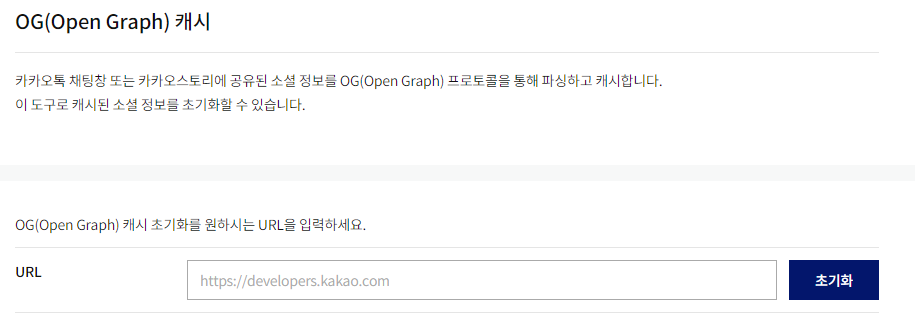 OG(Open Graph) 캐시
카카오톡 채팅창 또는 카카오스토리에 공유된 소셜 정보를 OG(Open Graph) 프로토콜을 통해 파싱하고 캐시합니다.
이 도구로 캐시된 소셜 정보를 초기화할 수 있습니다.
OG(Open Graph) 캐시 초기화를 원하시는 URL을 입력하세요.
URL
https://developers.kakao.com
초기화